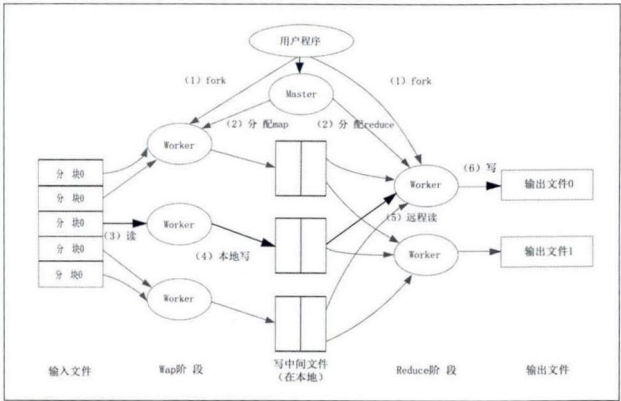 用户程序
(1) fork
(1) fork
Master
(2) 分 配map
(2) 分 配reduce
Worker
分 块0
分 块0
分 块0
分 块0
分 块0
(3) 读
Worker
(4) 本地写
Worker
Worker
(5) 远程读
Worker
(6) 写
输出文件0
输出文件1
输入文件
Wap阶 段
写中间文件
(在本地)
Reduce阶 段
输出文件